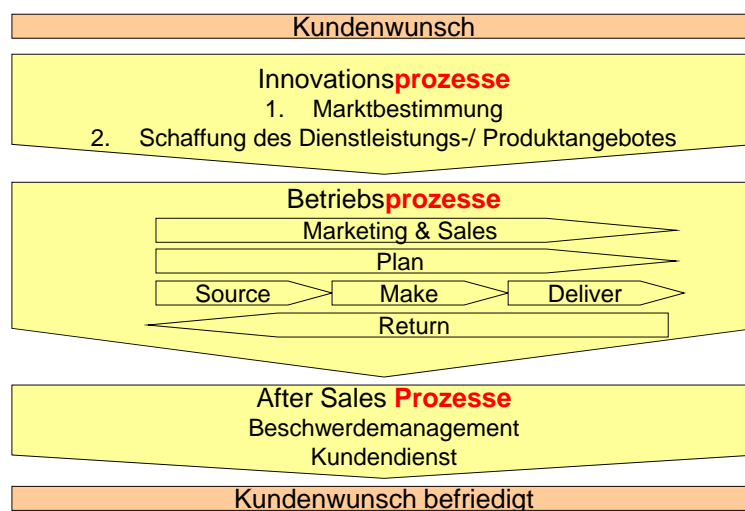 Kundenwunsch
Innovationsprozesse
1. Marktbestimmung
2. Schaffung des Dienstleistungs-/ Produktangebotes
Betriebsprozesse
Marketing & Sales
Plan
Source Make Deliver
Return
After Sales Prozesse
Beschwerdemanagement
Kundendienst
Kundenwunsch befriedigt